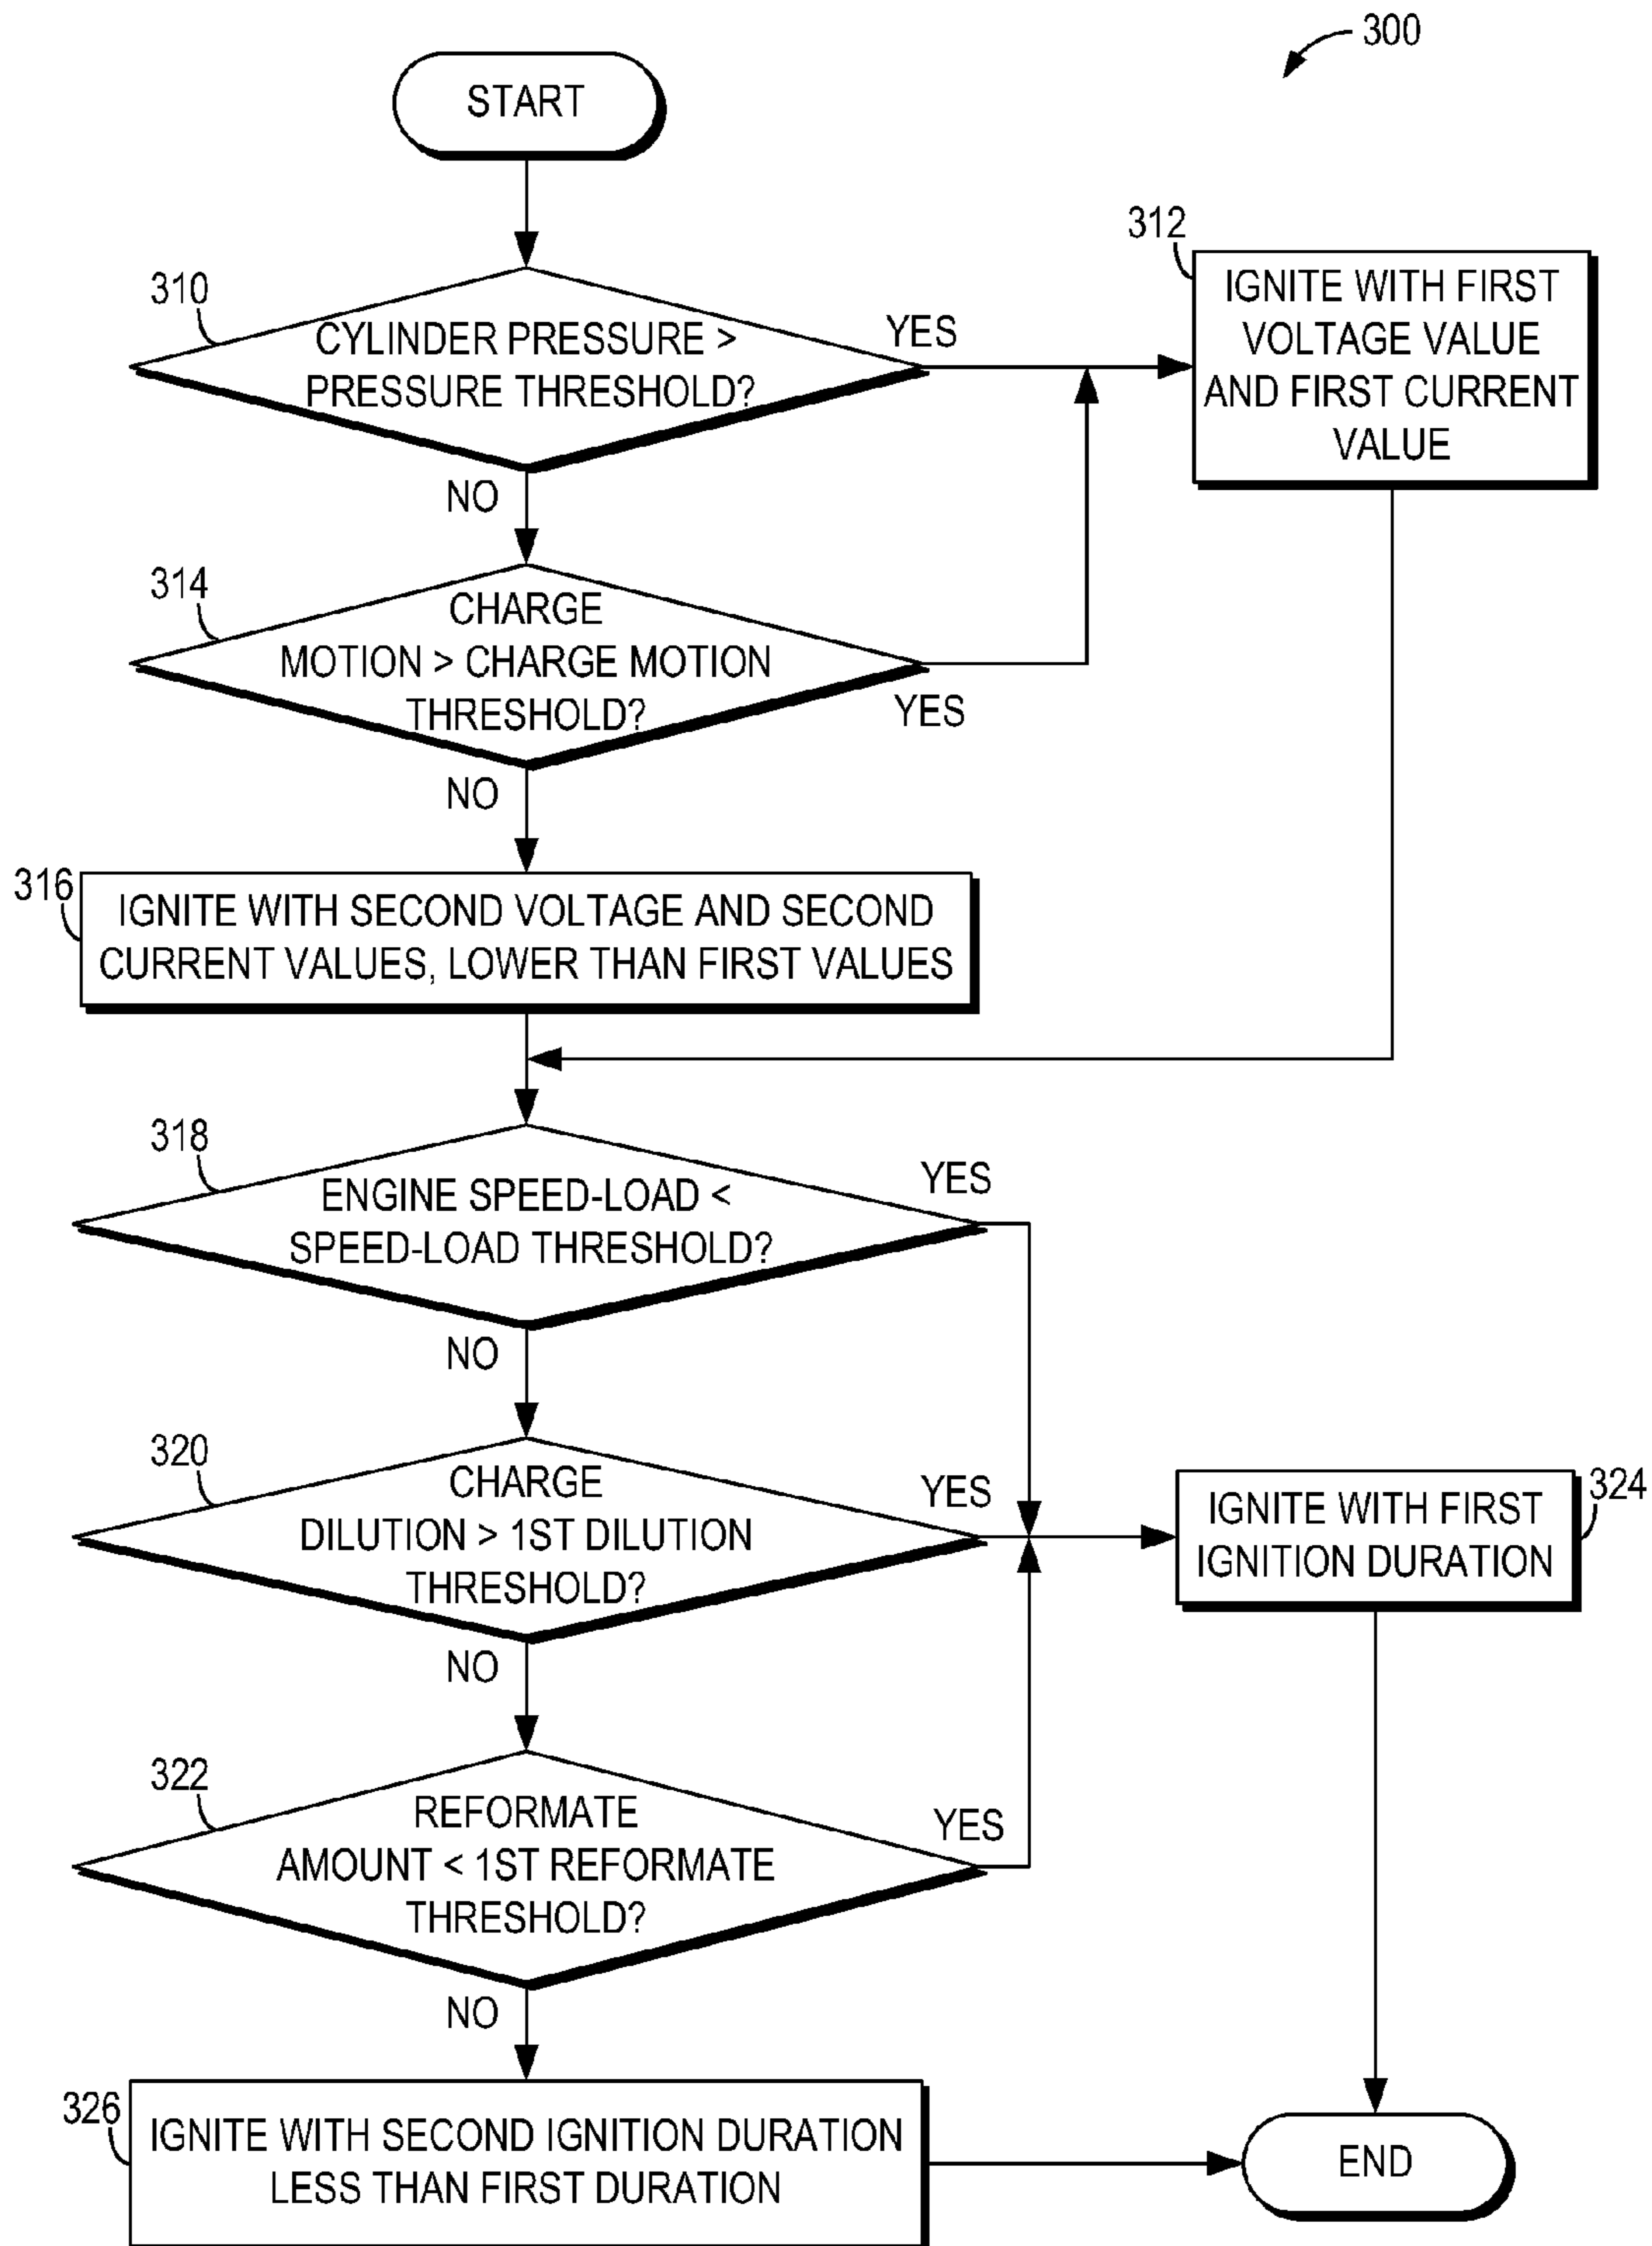 300
START
310
CYLINDER PRESSURE >
PRESSURE THRESHOLD?
YES
NO
312
IGNITE WITH FIRST
VOLTAGE VALUE
AND FIRST CURRENT
VALUE
314
CHARGE
MOTION > CHARGE MOTION
THRESHOLD?
YES
NO
316
IGNITE WITH SECOND VOLTAGE AND SECOND
CURRENT VALUES, LOWER THAN FIRST VALUES
318
ENGINE SPEED-LOAD <
SPEED-LOAD THRESHOLD?
YES
NO
320
CHARGE
DILUTION > 1ST DILUTION
THRESHOLD?
YES
NO
324
IGNITE WITH FIRST
IGNITION DURATION
322
REFORMATE
AMOUNT < 1ST REFORMATE
THRESHOLD?
YES
NO
326
IGNITE WITH SECOND IGNITION DURATION
LESS THAN FIRST DURATION
END